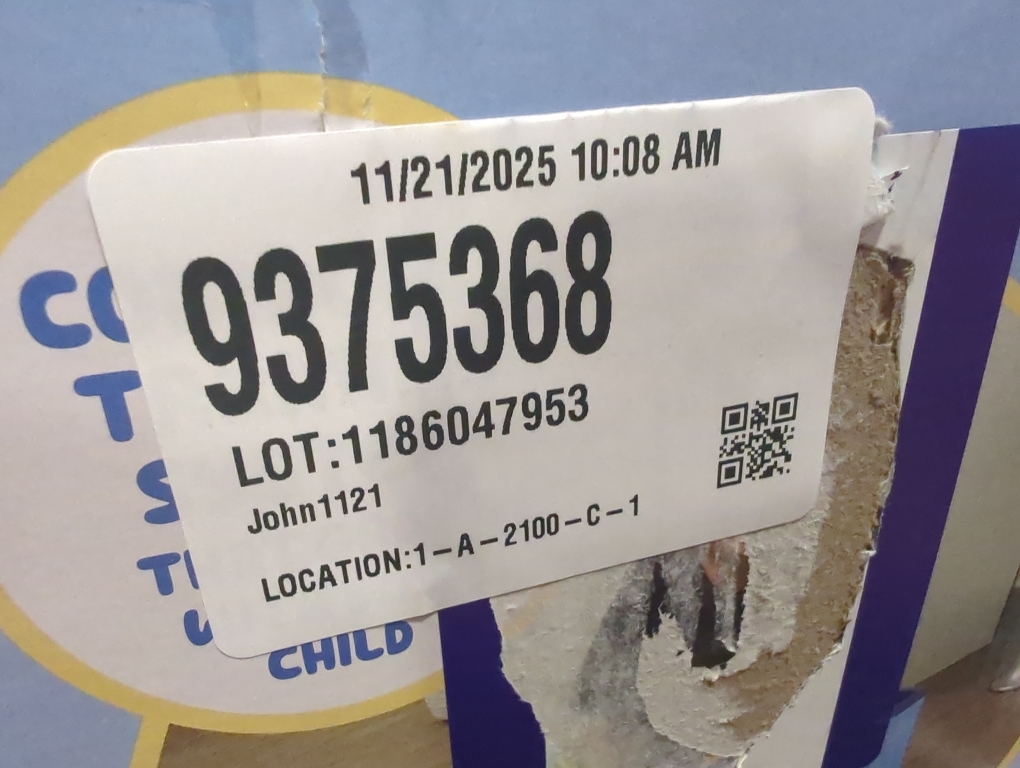 11/21/2025 10:08 AM
9375368
LOT:1186047953
John1121
LOCATION:1-A-2100-C-1
CHILD